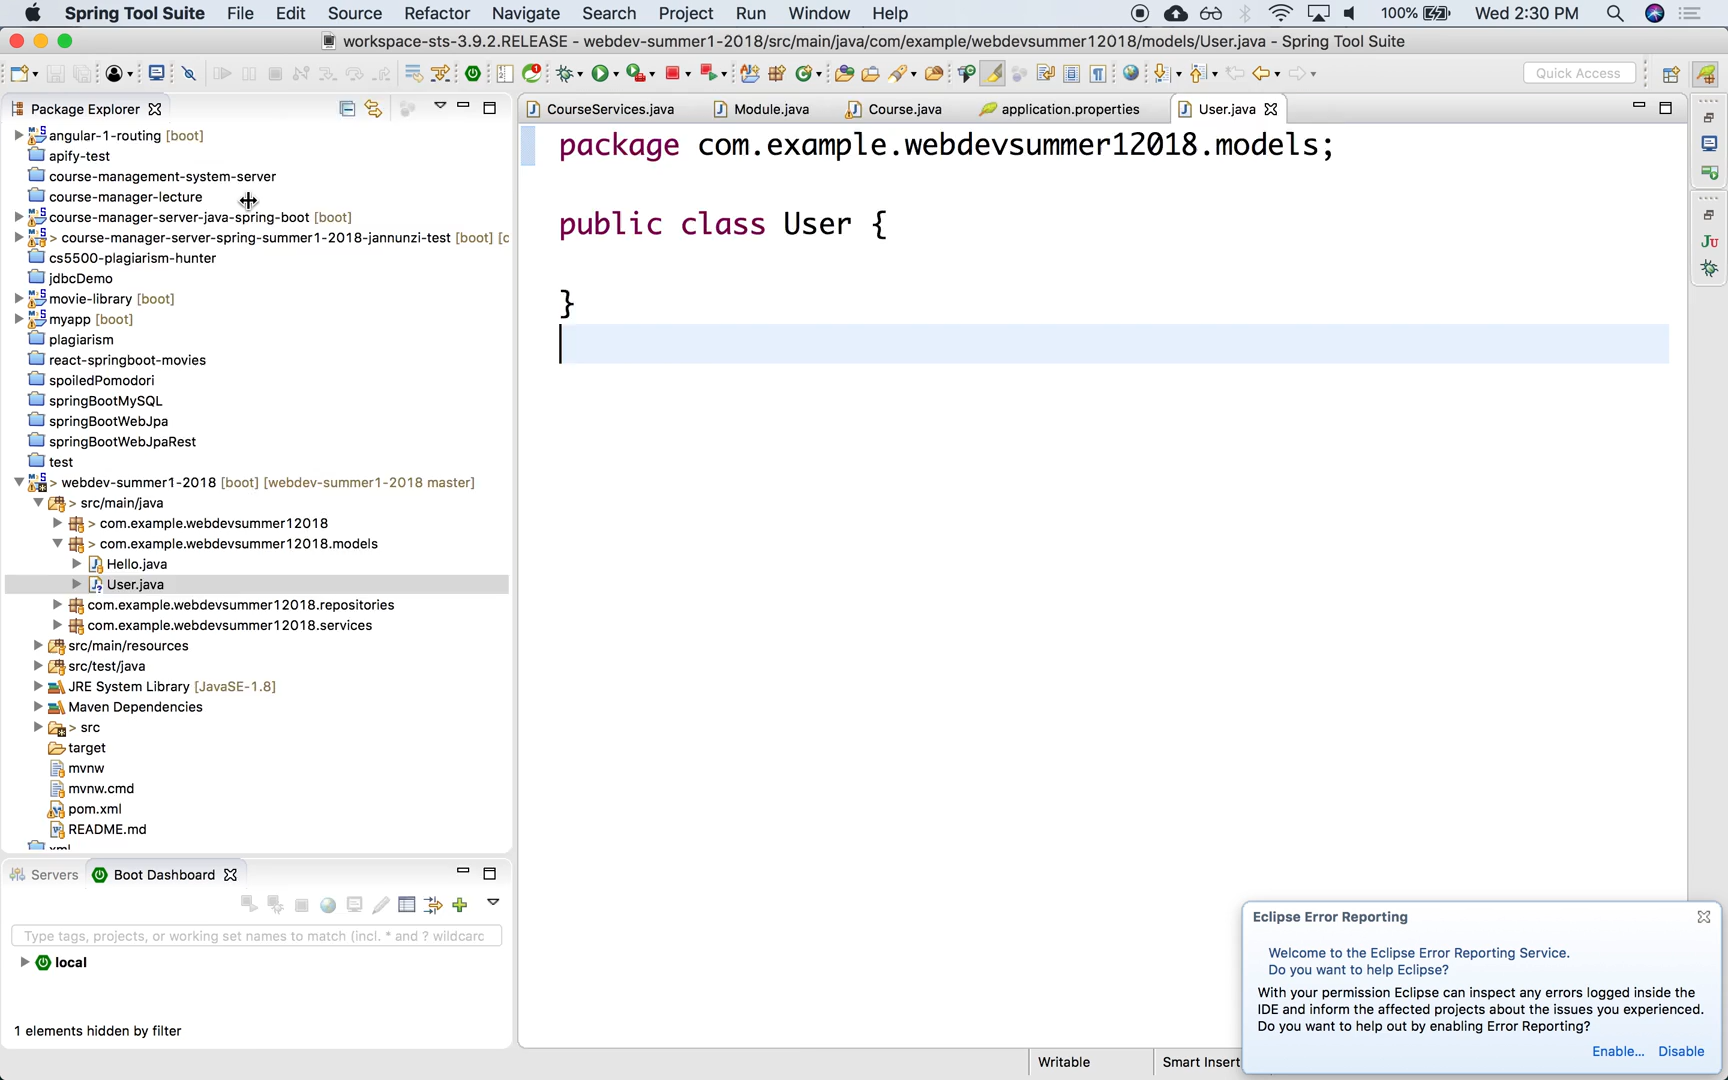 Spring Tool Suite File Edit Source Refactor Navigate Search Project Run Window Help 100% Wed 2:30 PM
workspace-sts-3.9.2.RELEASE - webdev-summer1-2018/src/main/java/com/example/webdevsummer12018/models/User.java - Spring Tool Suite
Quick Access
Package Explorer
CourseServices.java Module.java Course.java application.properties User.java
angular-1-routing [boot]
apify-test
course-management-system-server
course-manager-lecture
course-manager-server-java-spring-boot [boot]
> course-manager-server-spring-summer1-2018-jannunzi-test [boot] [c
cs5500-plagiarism-hunter
jdbcDemo
movie-library [boot]
myapp [boot]
plagiarism
react-springboot-movies
spoiledPomodori
springBootMySQL
springBootWebJpa
springBootWebJpaRest
test
> webdev-summer1-2018 [boot] [webdev-summer1-2018 master]
> src/main/java
> com.example.webdevsummer12018
> com.example.webdevsummer12018.models
Hello.java
User.java
com.example.webdevsummer12018.repositories
com.example.webdevsummer12018.services
src/main/resources
src/test/java
JRE System Library [JavaSE-1.8]
Maven Dependencies
> src
target
mvnw
mvnw.cmd
pom.xml
README.md
xml
package com.example.webdevsummer12018.models;
public class User {
}
Servers Boot Dashboard
Type tags, projects, or working set names to match (incl. * and ? wildcarc
local
1 elements hidden by filter
Writable Smart Insert
Eclipse Error Reporting
Welcome to the Eclipse Error Reporting Service.
Do you want to help Eclipse?
With your permission Eclipse can inspect any errors logged inside the
IDE and inform the affected projects about the issues you experienced.
Do you want to help out by enabling Error Reporting?
Enable... Disable